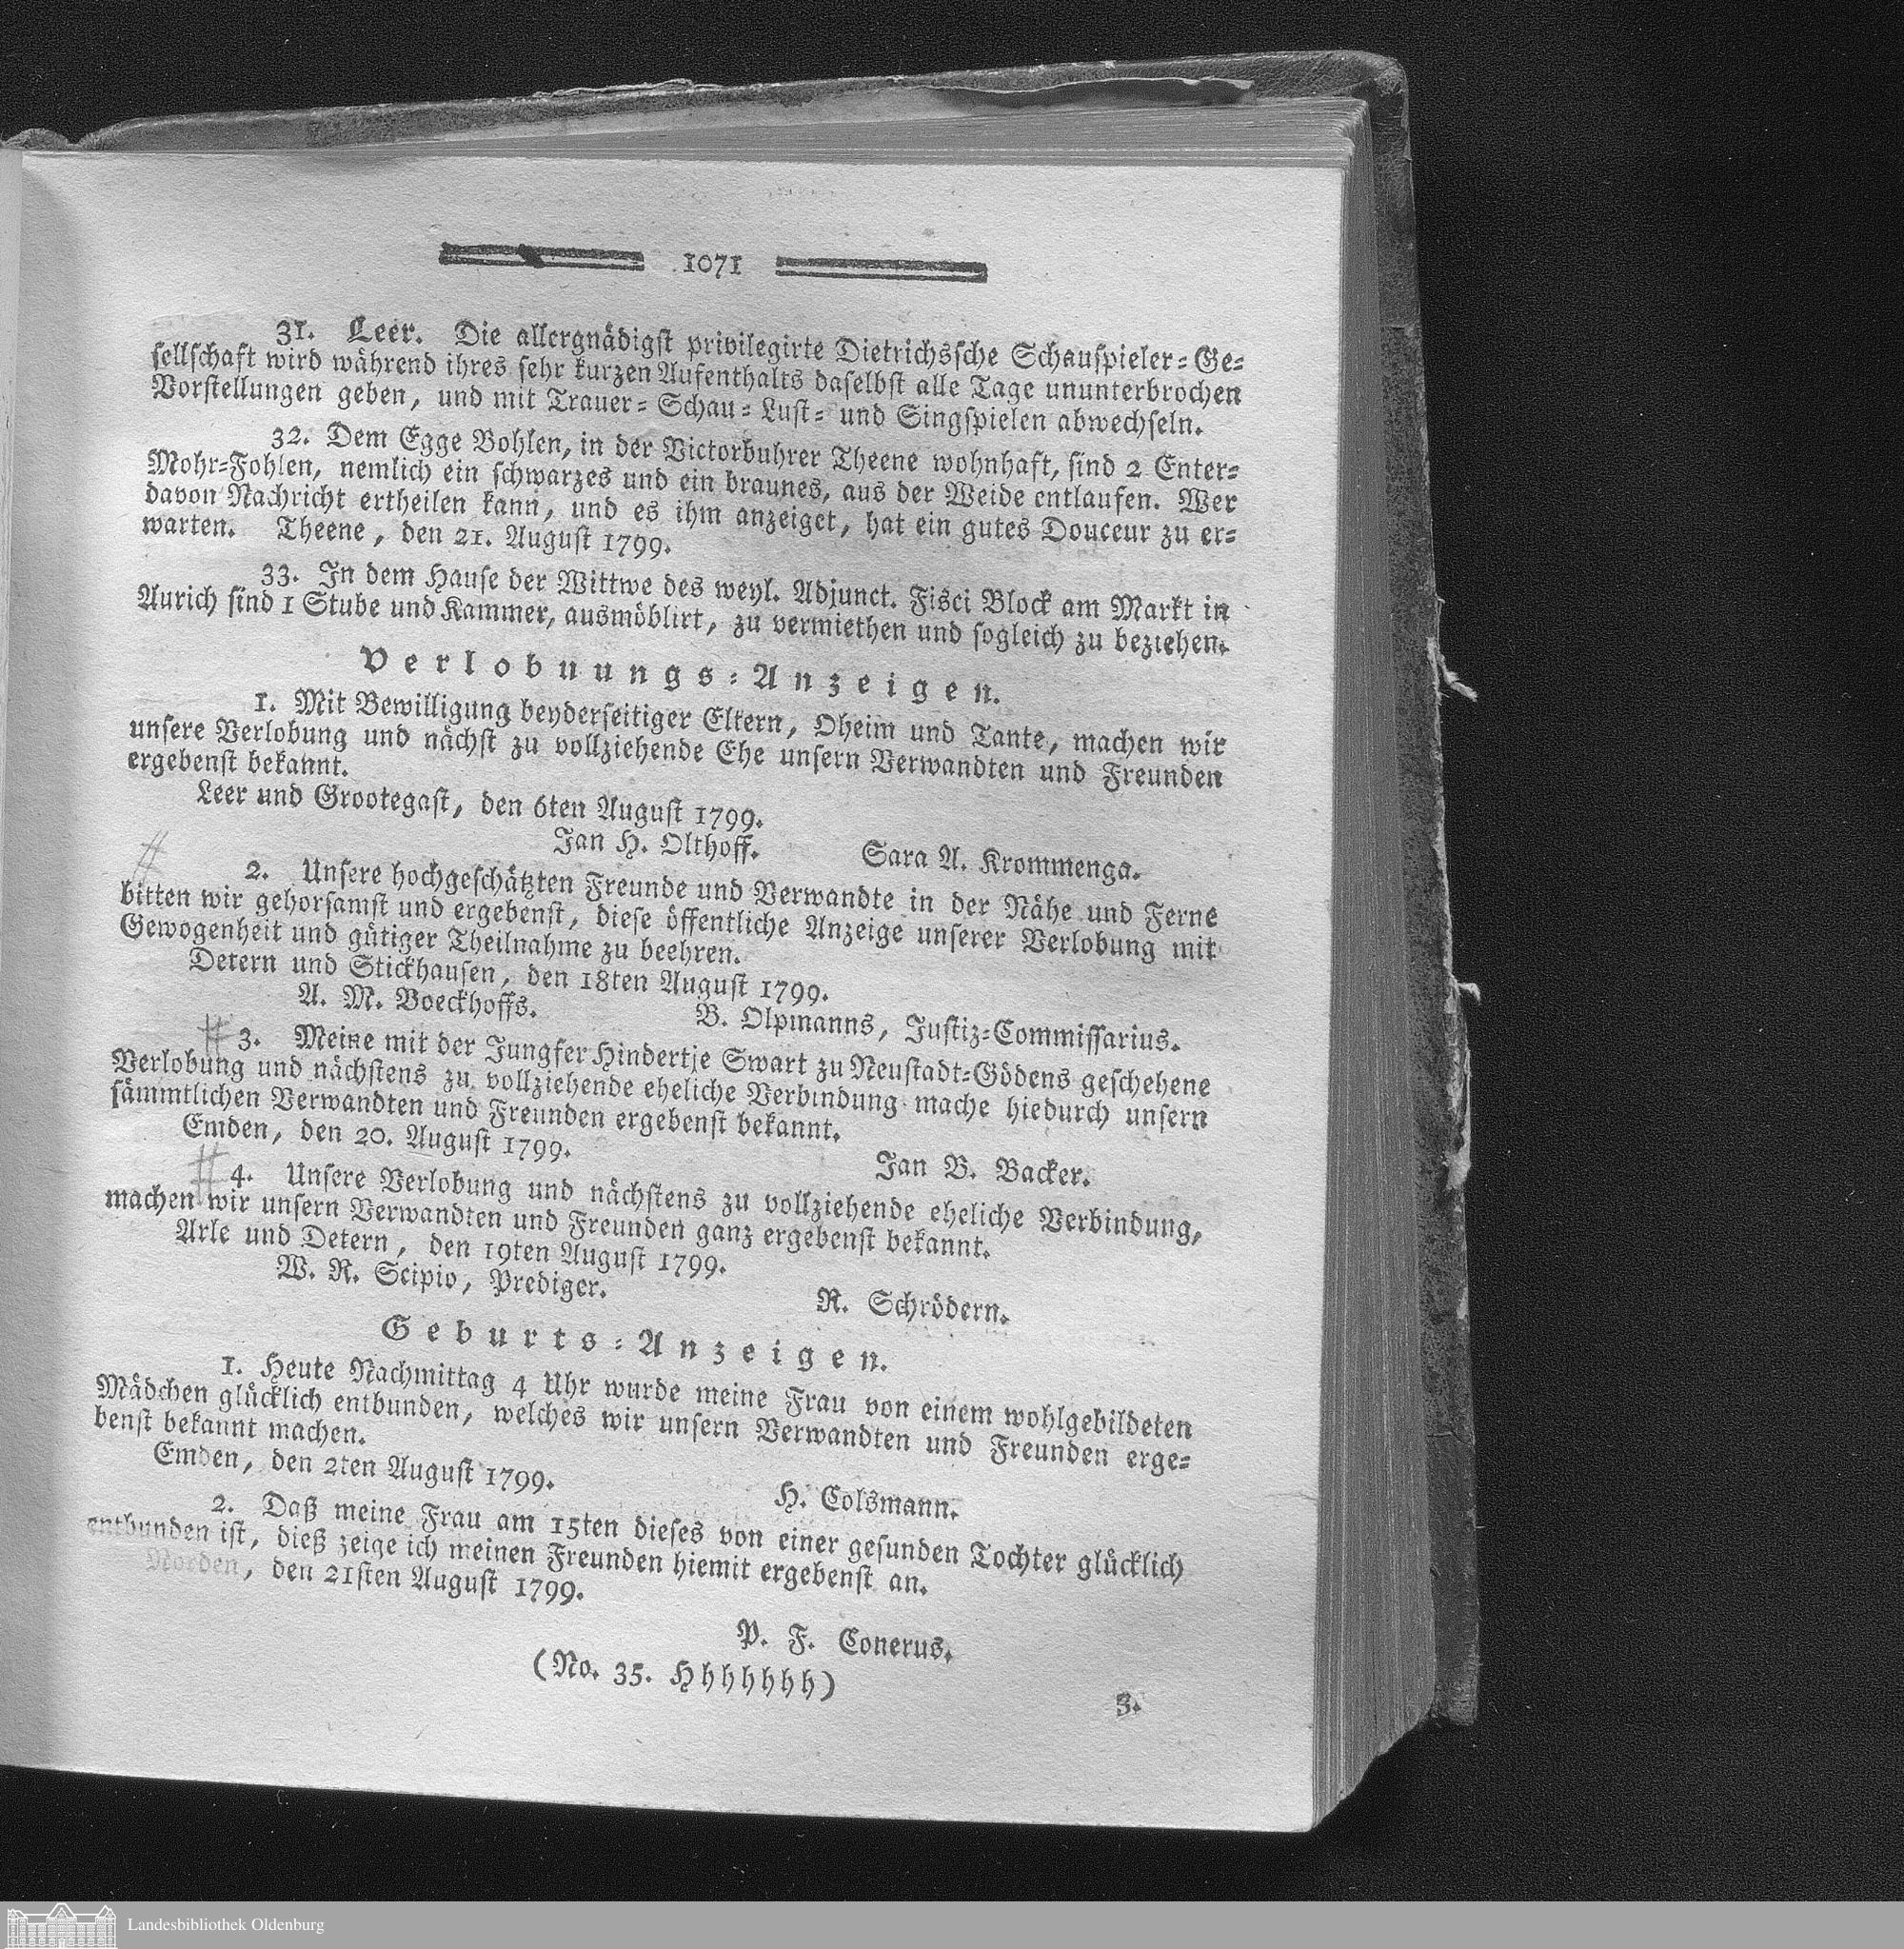 1071
31. Leer. Die allergnädigst privilegirte Dietrichssche Schauspieler-Ge-
sellschaft wird während ihres sehr kurzen Aufenthalts daselbst alle Tage ununterbrochen
Vorstellungen geben, und mit Trauer-Schau-Lust- und Singspielen abwechseln.
32. Dem Egge Bohlen, in der Victorbuhrer Theene wohnhaft, sind 2 Enter-
Mohr-Fohlen, nemlich ein schwarzes und ein braunes, aus der Weide entlaufen. Wer
davon Nachricht ertheilen kann, und es ihm anzeiget, hat ein gutes Douceur zu er-
warten. Theene, den 21. August 1799.
33. In dem Hause der Wittwe des weyl. Adjunct. Fisci Block am Markt in
Aurich sind 1 Stube und Kammer, ausmöblirt, zu vermiethen und sogleich zu beziehen.
Verlobnungs-Anzeigen.
1. Mit Bewilligung beyderseitiger Eltern, Oheim und Tante, machen wir
unsere Verlobung und nächst zu vollziehende Ehe unsern Verwandten und Freunden
ergebenst bekannt.
Leer und Grootegast, den 6ten August 1799.
Jan H. Olthoff. Sara A. Krommenga.
2. Unsere hochgeschätzten Freunde und Verwandte in der Nähe und Ferne
bitten wir gehorsamst und ergebenst, diese öffentliche Anzeige unserer Verlobung mit
Gewogenheit und gütiger Theilnahme zu beehren.
Detern und Stickhausen, den 18ten August 1799.
A. M. Boeckhoffs. B. Olpmanns, Justiz-Commissarius.
3. Meine mit der Jungfer Hindertje Swart zu Neustadt-Gödens geschehene
Verlobung und nächstens zu vollziehende eheliche Verbindung mache hiedurch unsern
sämmtlichen Verwandten und Freunden ergebenst bekannt.
Emden, den 20. August 1799.
Jan B. Backer.
4. Unsere Verlobung und nächstens zu vollziehende eheliche Verbindung,
machen wir unsern Verwandten und Freunden ganz ergebenst bekannt.
Arle und Detern, den 19ten August 1799.
W. R. Scipio, Prediger. R. Schrödern.
Geburts-Anzeigen.
1. Heute Nachmittag 4 Uhr wurde meine Frau von einem wohlgebildeten
Mädchen glücklich entbunden, welches wir unsern Verwandten und Freunden erge-
benst bekannt machen.
Emden, den 2ten August 1799.
H. Colsmann.
2. Daß meine Frau am 15ten dieses von einer gesunden Tochter glücklich
entbunden ist, dieß zeige ich meinen Freunden hiemit ergebenst an.
Norden, den 21sten August 1799.
P. F. Conerus.
(No. 35. Hhhhhhh)
3.
Landesbibliothek Oldenburg